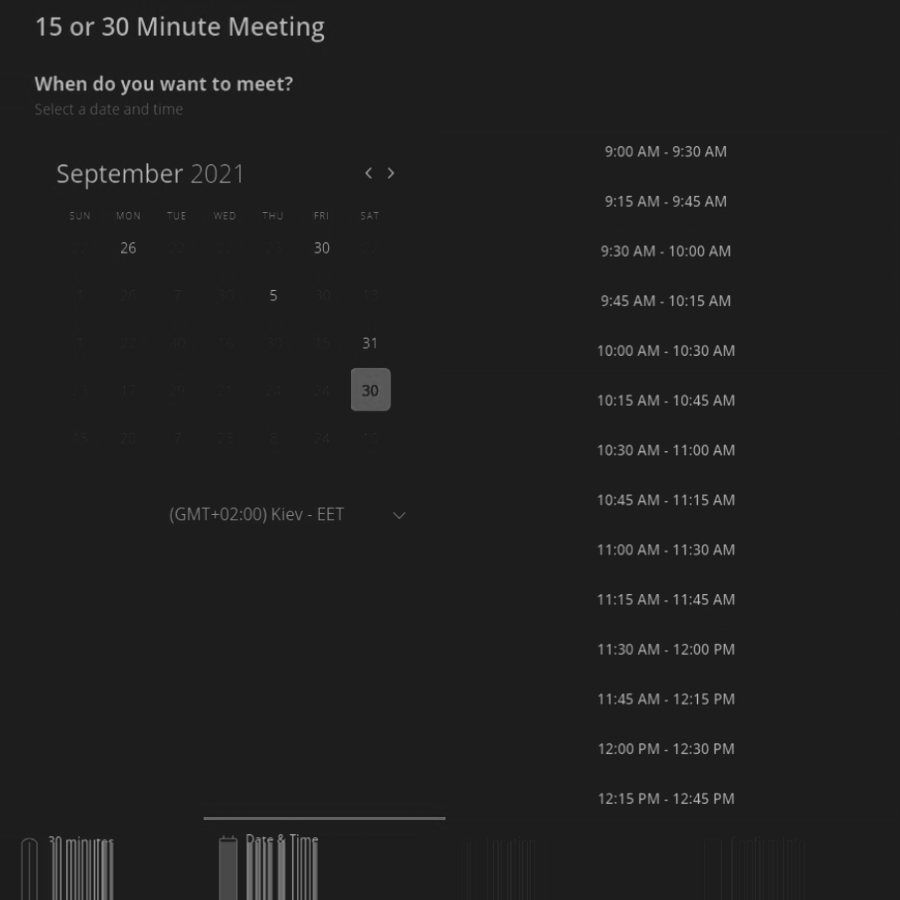 15 or 30 Minute Meeting
When do you want to meet?
Select a date and time
September 2021
SUN MON TUE WED THU FRI SAT
26 30
5
31
30
(GMT+02:00) Kiev - EET
9:00 AM - 9:30 AM
9:15 AM - 9:45 AM
9:30 AM - 10:00 AM
9:45 AM - 10:15 AM
10:00 AM - 10:30 AM
10:15 AM - 10:45 AM
10:30 AM - 11:00 AM
10:45 AM - 11:15 AM
11:00 AM - 11:30 AM
11:15 AM - 11:45 AM
11:30 AM - 12:00 PM
11:45 AM - 12:15 PM
12:00 PM - 12:30 PM
12:15 PM - 12:45 PM
30 minutes
Date & Time